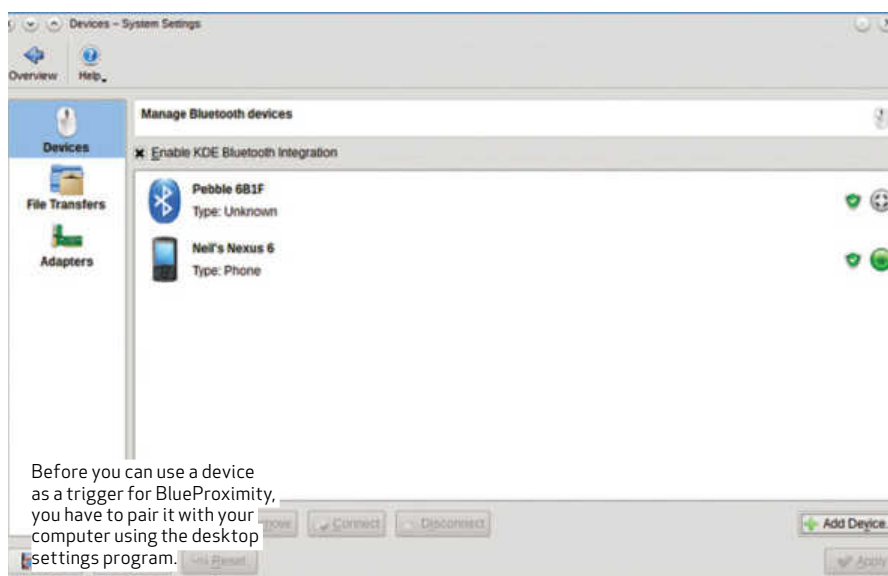 Devices – System Settings
Overview Help
Manage Bluetooth devices
Devices
Enable KDE Bluetooth Integration
Pebble 6B1F
Type: Unknown
File Transfers
Neil's Nexus 6
Type: Phone
Adapters
Before you can use a device
as a trigger for BlueProximity,
you have to pair it with your
computer using the desktop
settings program.
Connect Disconnect Add Device...
Reset Apply